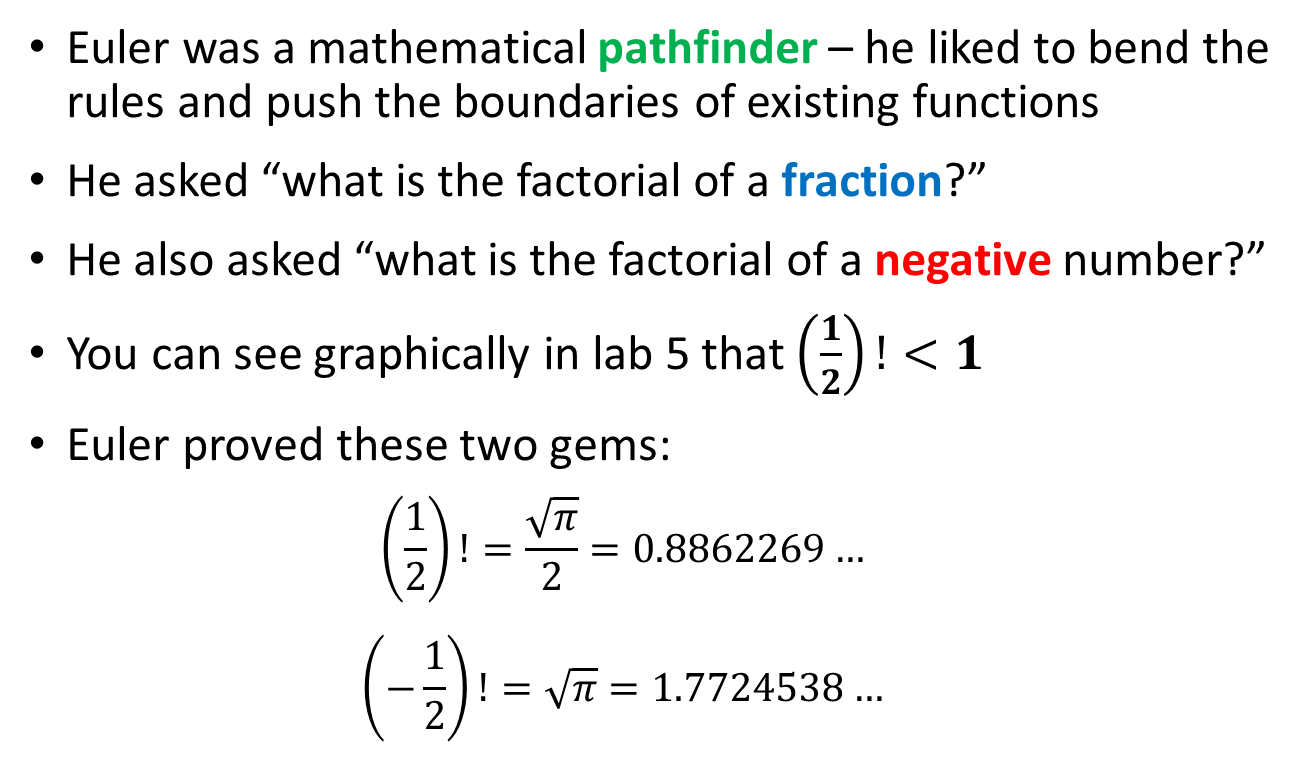 • Euler was a mathematical pathfinder – he liked to bend the
rules and push the boundaries of existing functions
• He asked “what is the factorial of a fraction?”
• He also asked “what is the factorial of a negative number?”
• You can see graphically in lab 5 that (1/2)! < 1
• Euler proved these two gems:
(1/2)! = √π/2 = 0.8862269 …
(−1/2)! = √π = 1.7724538 …